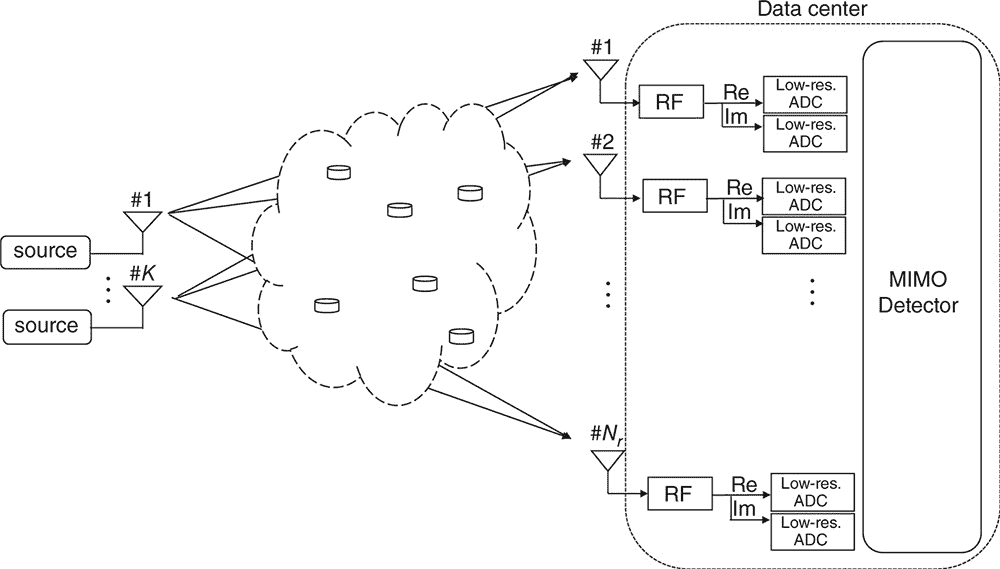 Data center
#1
RF
Re
Im
Low-res.
ADC
Low-res.
ADC
#2
RF
Re
Im
Low-res.
ADC
Low-res.
ADC
#1
source
#K
source
MIMO
Detector
#Nr
RF
Re
Im
Low-res.
ADC
Low-res.
ADC